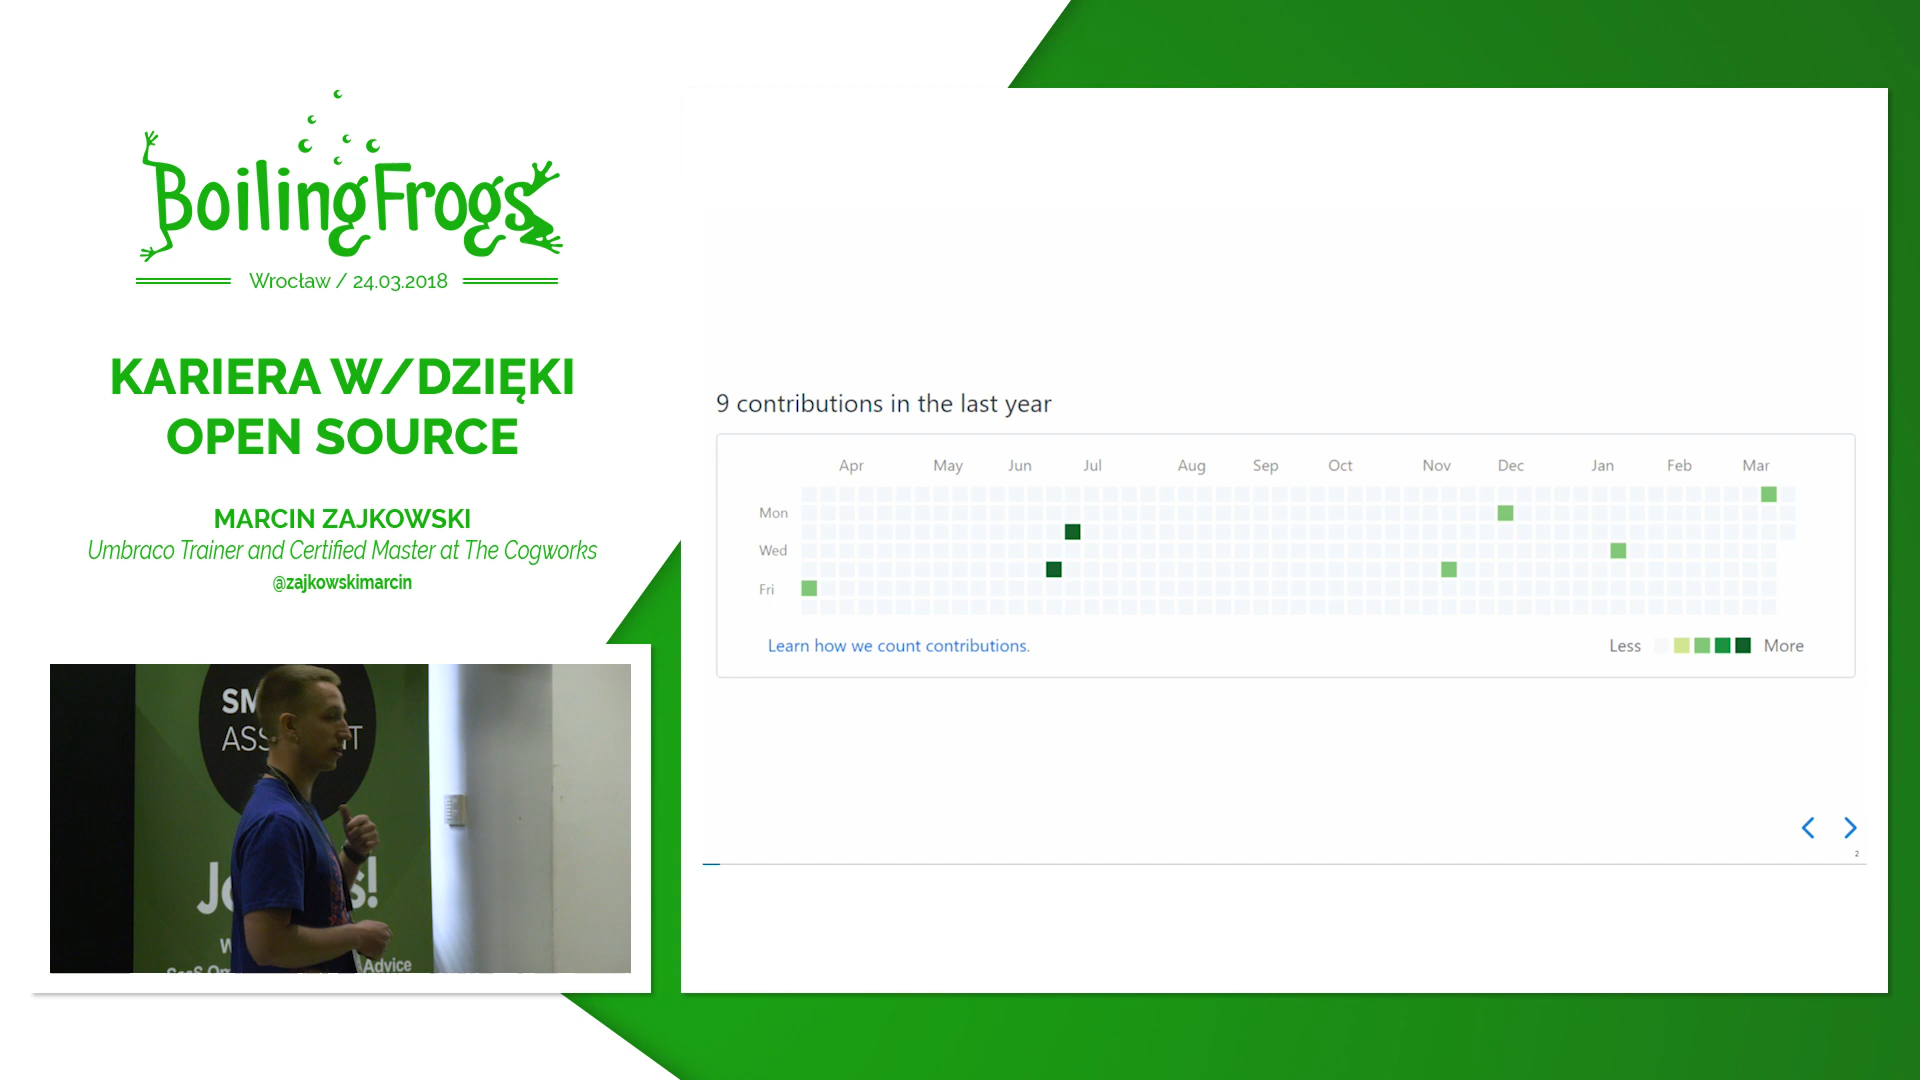 BoilingFrogs
Wrocław / 24.03.2018
KARIERA W/DZIĘKI
OPEN SOURCE
MARCIN ZAJKOWSKI
Umbraco Trainer and Certified Master at The Cogworks
@zajkowskimarcin
9 contributions in the last year
Apr May Jun Jul Aug Sep Oct Nov Dec Jan Feb Mar
Mon
Wed
Fri
Learn how we count contributions.
Less More
2
Advice